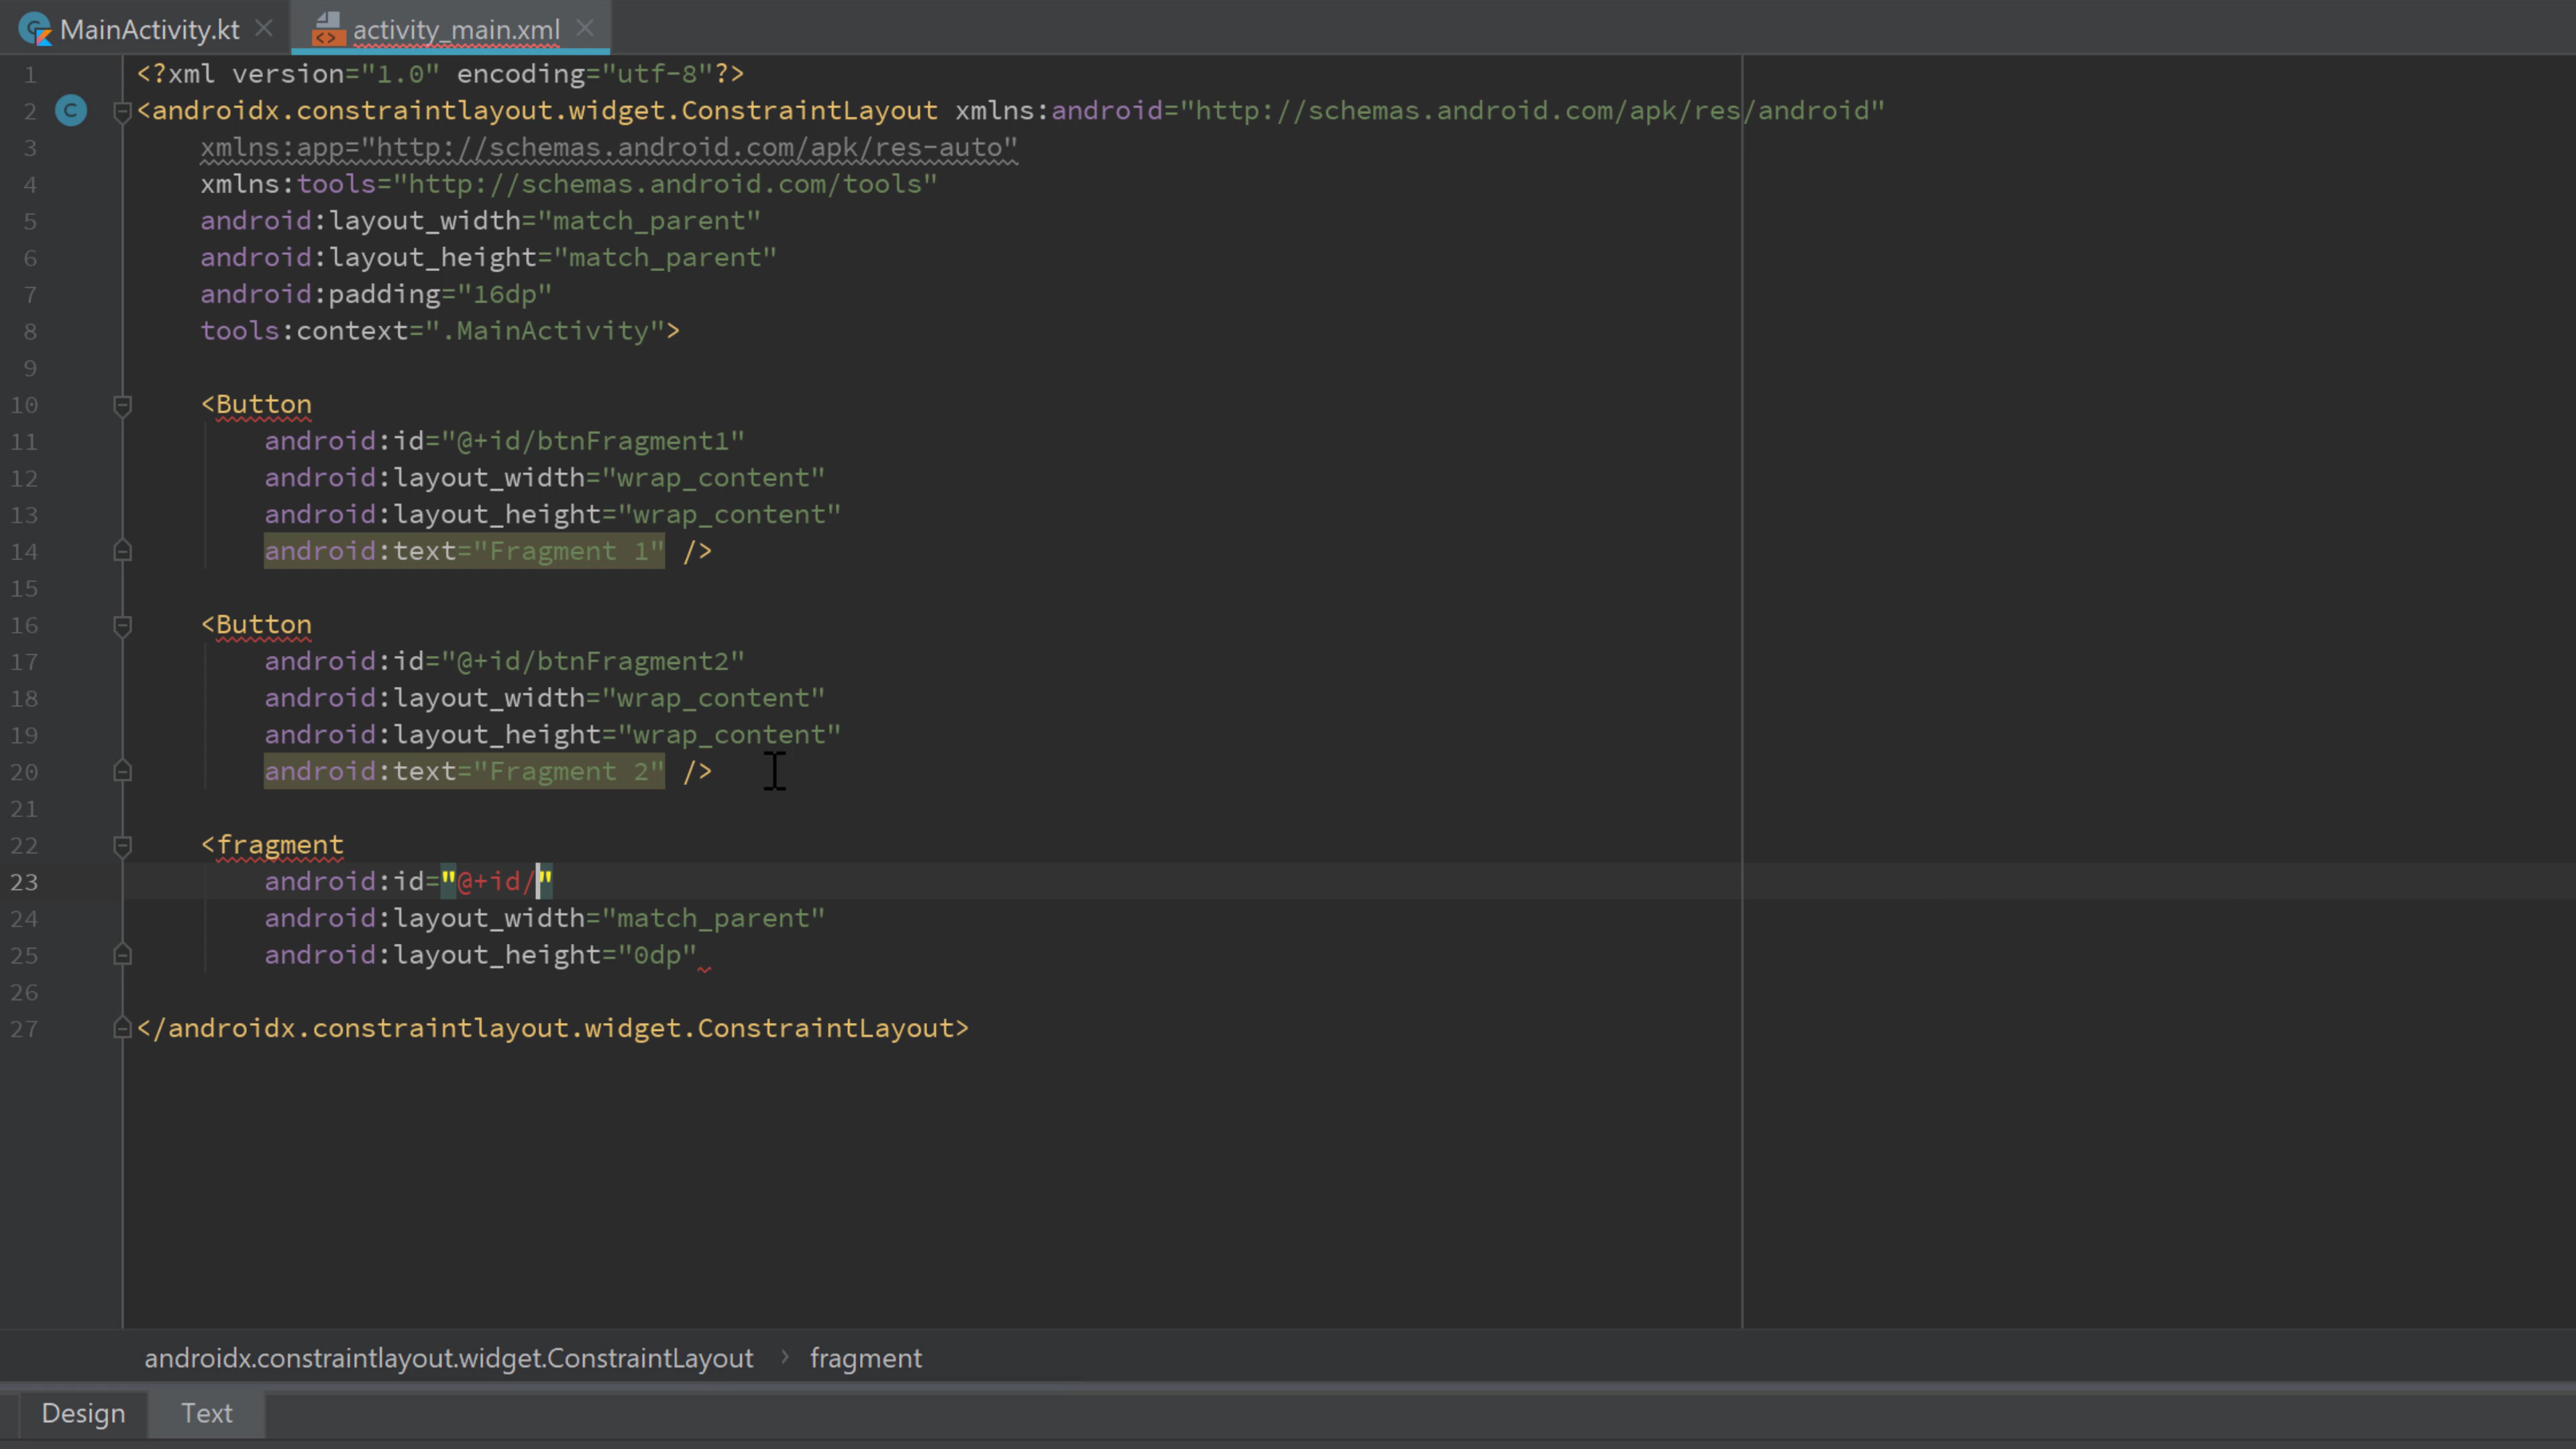 MainActivity.kt activity_main.xml
1 <?xml version="1.0" encoding="utf-8"?>
2 <androidx.constraintlayout.widget.ConstraintLayout xmlns:android="http://schemas.android.com/apk/res/android"
3 xmlns:app="http://schemas.android.com/apk/res-auto"
4 xmlns:tools="http://schemas.android.com/tools"
5 android:layout_width="match_parent"
6 android:layout_height="match_parent"
7 android:padding="16dp"
8 tools:context=".MainActivity">
9
10 <Button
11 android:id="@+id/btnFragment1"
12 android:layout_width="wrap_content"
13 android:layout_height="wrap_content"
14 android:text="Fragment 1" />
15
16 <Button
17 android:id="@+id/btnFragment2"
18 android:layout_width="wrap_content"
19 android:layout_height="wrap_content"
20 android:text="Fragment 2" />
21
22 <fragment
23 android:id="@+id/"
24 android:layout_width="match_parent"
25 android:layout_height="0dp"
26
27 </androidx.constraintlayout.widget.ConstraintLayout>
androidx.constraintlayout.widget.ConstraintLayout › fragment
Design Text